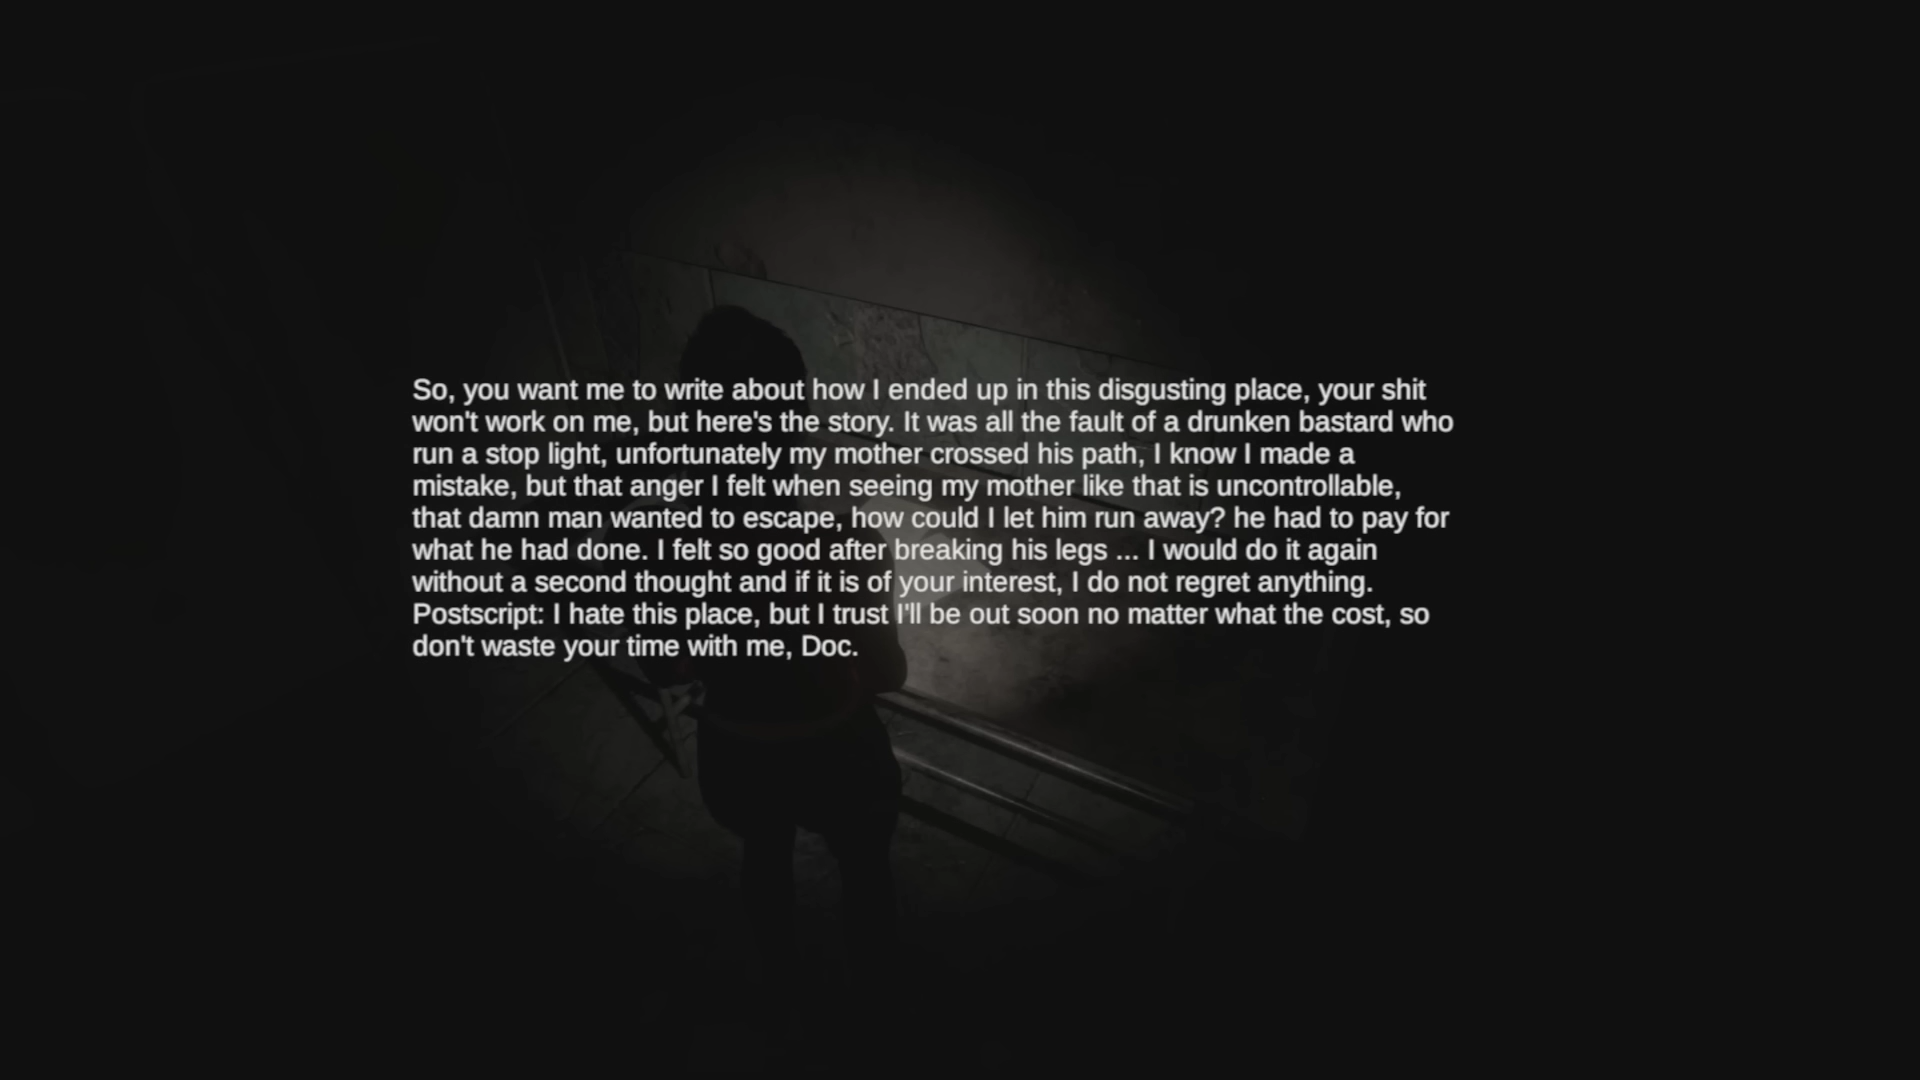 So, you want me to write about how I ended up in this disgusting place, your shit
won't work on me, but here's the story. It was all the fault of a drunken bastard who
run a stop light, unfortunately my mother crossed his path, I know I made a
mistake, but that anger I felt when seeing my mother like that is uncontrollable,
that damn man wanted to escape, how could I let him run away? he had to pay for
what he had done. I felt so good after breaking his legs ... I would do it again
without a second thought and if it is of your interest, I do not regret anything.
Postscript: I hate this place, but I trust I'll be out soon no matter what the cost, so
don't waste your time with me, Doc.